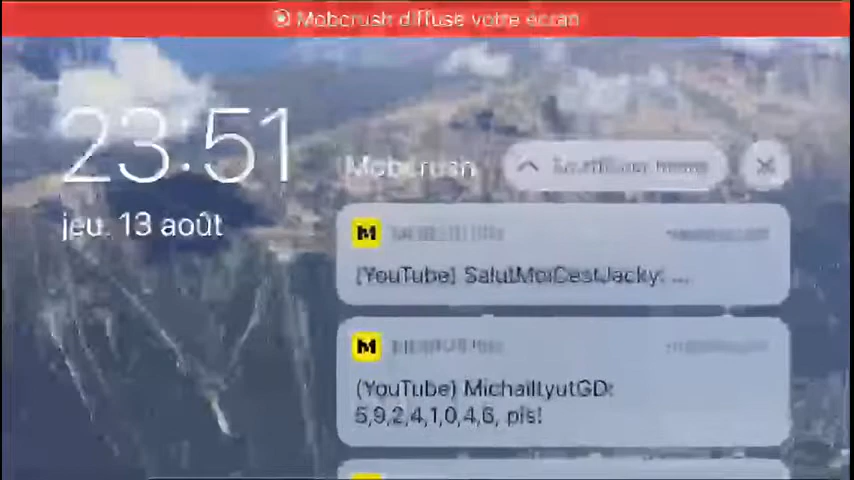 Mobcrush diffuse votre écran
23:51
jeu. 13 août
Mobcrush
M
(YouTube) SalutMoiCestJacky: ...
M
(YouTube) MichailtyutGD:
5,9,2,4,1,0,4,6, pls!